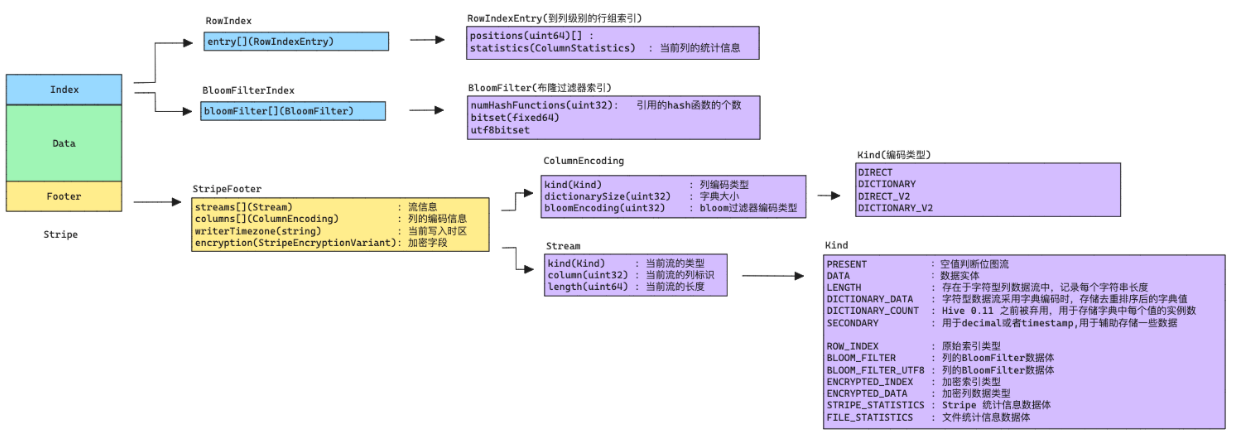 RowIndex
entry[](RowIndexEntry)
RowIndexEntry(到列级别的行组索引)
positions(uint64)[] :
statistics(ColumnStatistics) : 当前列的统计信息
BloomFilterIndex
bloomFilter[](BloomFilter)
BloomFilter(布隆过滤器索引)
numHashFunctions(uint32): 引用的hash函数的个数
bitset(fixed64)
utf8bitset
Index
Data
Footer
Stripe
StripeFooter
streams[](Stream) : 流信息
columns[](ColumnEncoding) : 列的编码信息
writerTimezone(string) : 当前写入时区
encryption(StripeEncryptionVariant): 加密字段
ColumnEncoding
kind(Kind) : 列编码类型
dictionarySize(uint32) : 字典大小
bloomEncoding(uint32) : bloom过滤器编码类型
Kind(编码类型)
DIRECT
DICTIONARY
DIRECT_V2
DICTIONARY_V2
Stream
kind(Kind) : 当前流的类型
column(uint32) : 当前流的列标识
length(uint64) : 当前流的长度
Kind
PRESENT : 空值判断位图流
DATA : 数据实体
LENGTH : 存在于字符型列数据流中，记录每个字符串长度
DICTIONARY_DATA : 字符型数据流采用字典编码时，存储去重排序后的字典值
DICTIONARY_COUNT : Hive 0.11 之前被弃用，用于存储字典中每个值的实例数
SECONDARY : 用于decimal或者timestamp,用于辅助存储一些数据
ROW_INDEX : 原始索引类型
BLOOM_FILTER : 列的BloomFilter数据体
BLOOM_FILTER_UTF8 : 列的BloomFilter数据体
ENCRYPTED_INDEX : 加密索引类型
ENCRYPTED_DATA : 加密列数据类型
STRIPE_STATISTICS : Stripe 统计信息数据体
FILE_STATISTICS : 文件统计信息数据体